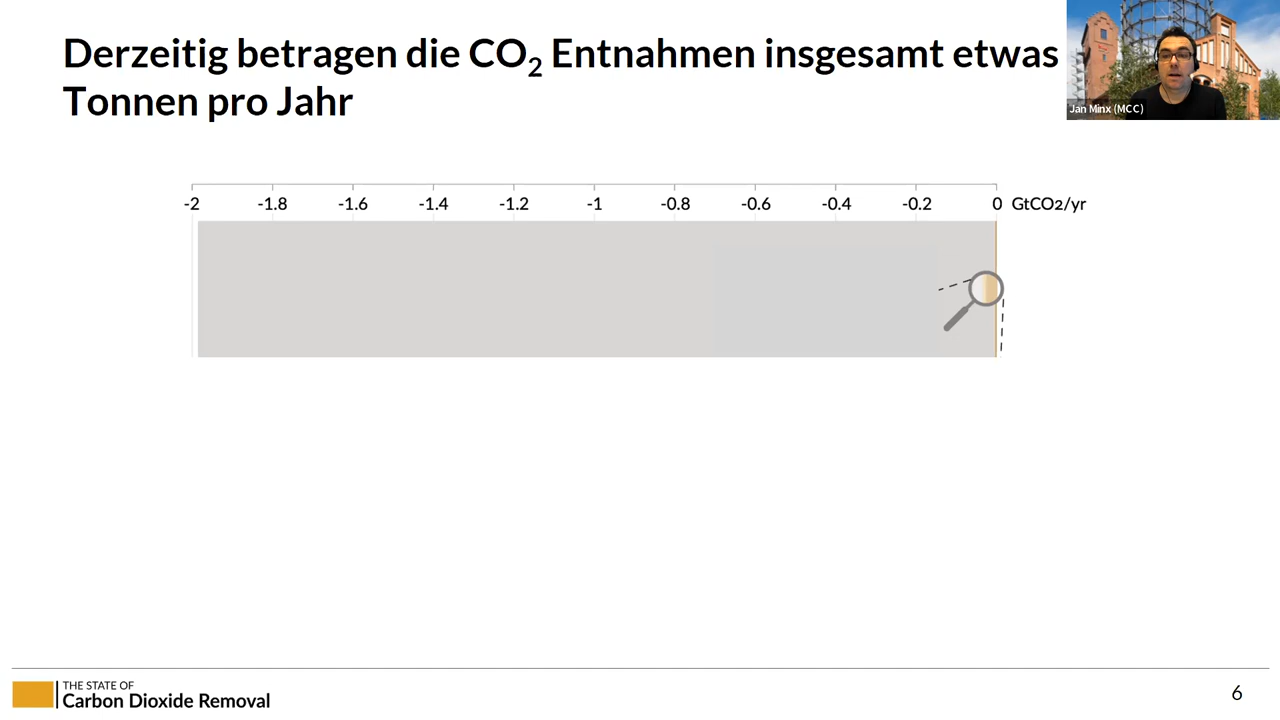 Derzeitig betragen die CO₂ Entnahmen insgesamt etwas
Tonnen pro Jahr
Jan Minx (MCC)
-2 -1.8 -1.6 -1.4 -1.2 -1 -0.8 -0.6 -0.4 -0.2 0 GtCO2/yr
THE STATE OF
Carbon Dioxide Removal
6